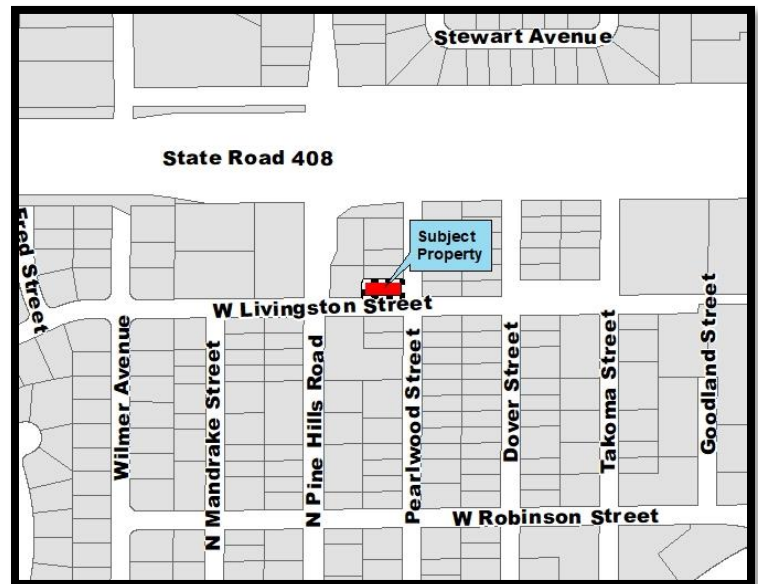 Stewart Avenue
State Road 408
Subject
Property
Fred Street
W Livingston Street
Wilmer Avenue
N Mandrake Street
N Pine Hills Road
Pearlwood Street
Dover Street
Takoma Street
Goodland Street
W Robinson Street